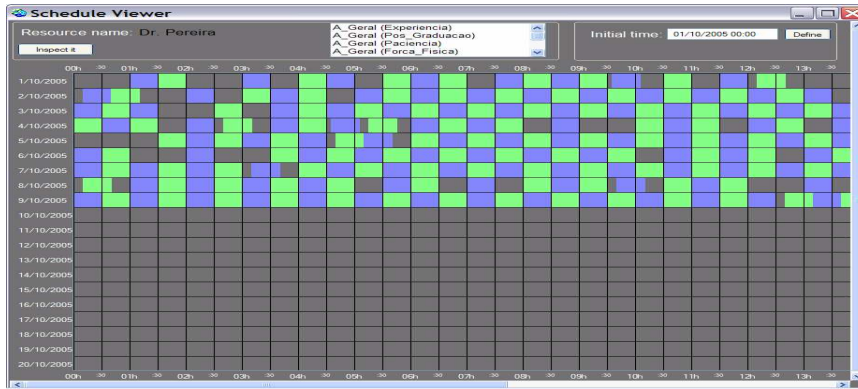 Schedule Viewer
Resource name: Dr. Pereira
Inspect it
A_Geral (Experiencia)
A_Geral (Pos_Graduacao)
A_Geral (Paciencia)
A_Geral (Forca_Fisica)
Initial time: 01/10/2005 00:00 Define
00h 30 01h 30 02h 30 03h 30 04h 30 05h 30 06h 30 07h 30 08h 30 09h 30 10h 30 11h 30 12h 30 13h 30
1/10/2005
2/10/2005
3/10/2005
4/10/2005
5/10/2005
6/10/2005
7/10/2005
8/10/2005
9/10/2005
10/10/2005
11/10/2005
12/10/2005
13/10/2005
14/10/2005
15/10/2005
16/10/2005
17/10/2005
18/10/2005
19/10/2005
20/10/2005
00h 30 01h 30 02h 30 03h 30 04h 30 05h 30 06h 30 07h 30 08h 30 09h 30 10h 30 11h 30 12h 30 13h 30